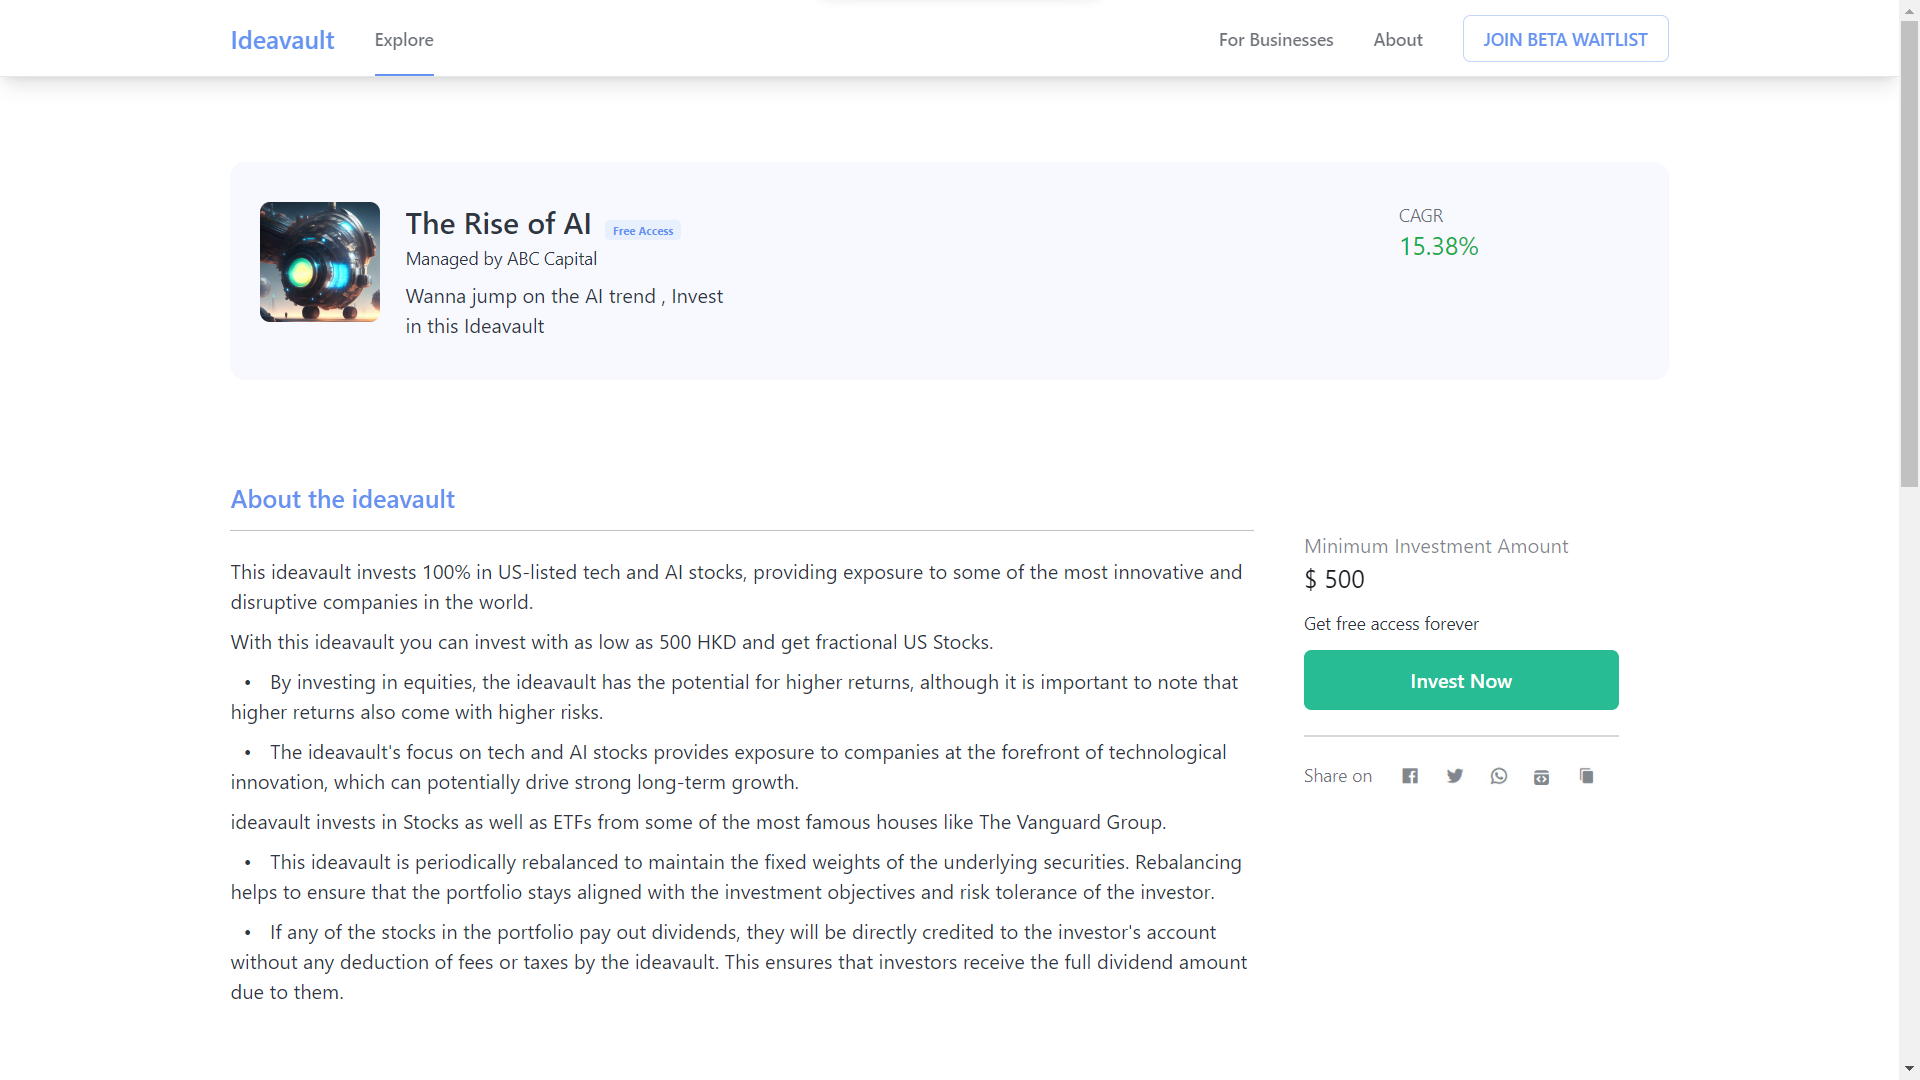 Ideavault
Explore
For Businesses
About
JOIN BETA WAITLIST
The Rise of AI
Free Access
Managed by ABC Capital
Wanna jump on the AI trend , Invest
in this Ideavault
CAGR
15.38%
About the ideavault
This ideavault invests 100% in US-listed tech and AI stocks, providing exposure to some of the most innovative and
disruptive companies in the world.
With this ideavault you can invest with as low as 500 HKD and get fractional US Stocks.
• By investing in equities, the ideavault has the potential for higher returns, although it is important to note that
higher returns also come with higher risks.
• The ideavault's focus on tech and AI stocks provides exposure to companies at the forefront of technological
innovation, which can potentially drive strong long-term growth.
ideavault invests in Stocks as well as ETFs from some of the most famous houses like The Vanguard Group.
• This ideavault is periodically rebalanced to maintain the fixed weights of the underlying securities. Rebalancing
helps to ensure that the portfolio stays aligned with the investment objectives and risk tolerance of the investor.
• If any of the stocks in the portfolio pay out dividends, they will be directly credited to the investor's account
without any deduction of fees or taxes by the ideavault. This ensures that investors receive the full dividend amount
due to them.
Minimum Investment Amount
$ 500
Get free access forever
Invest Now
Share on